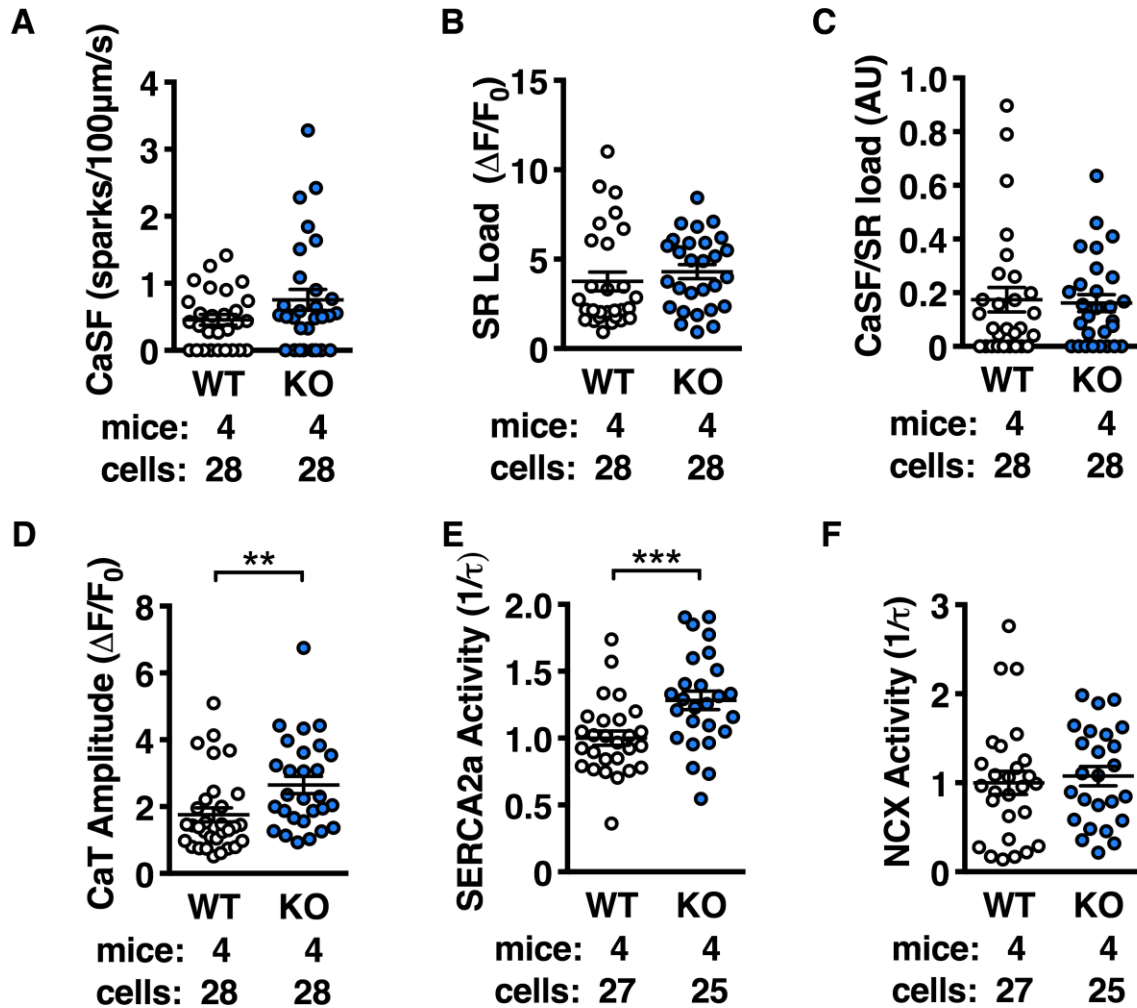 A
CaSF (sparks/100µm/s)
4
3
2
1
0
WT KO
mice: 4 4
cells: 28 28
B
SR Load (ΔF/F₀)
15
10
5
0
WT KO
mice: 4 4
cells: 28 28
C
CaSF/SR load (AU)
1.0
0.8
0.6
0.4
0.2
0.0
WT KO
mice: 4 4
cells: 28 28
D
CaT Amplitude (ΔF/F₀)
8
6
4
2
0
**
WT KO
mice: 4 4
cells: 28 28
E
SERCA2a Activity (1/τ)
2.0
1.5
1.0
0.5
0.0
***
WT KO
mice: 4 4
cells: 27 25
F
NCX Activity (1/τ)
3
2
1
0
WT KO
mice: 4 4
cells: 27 25